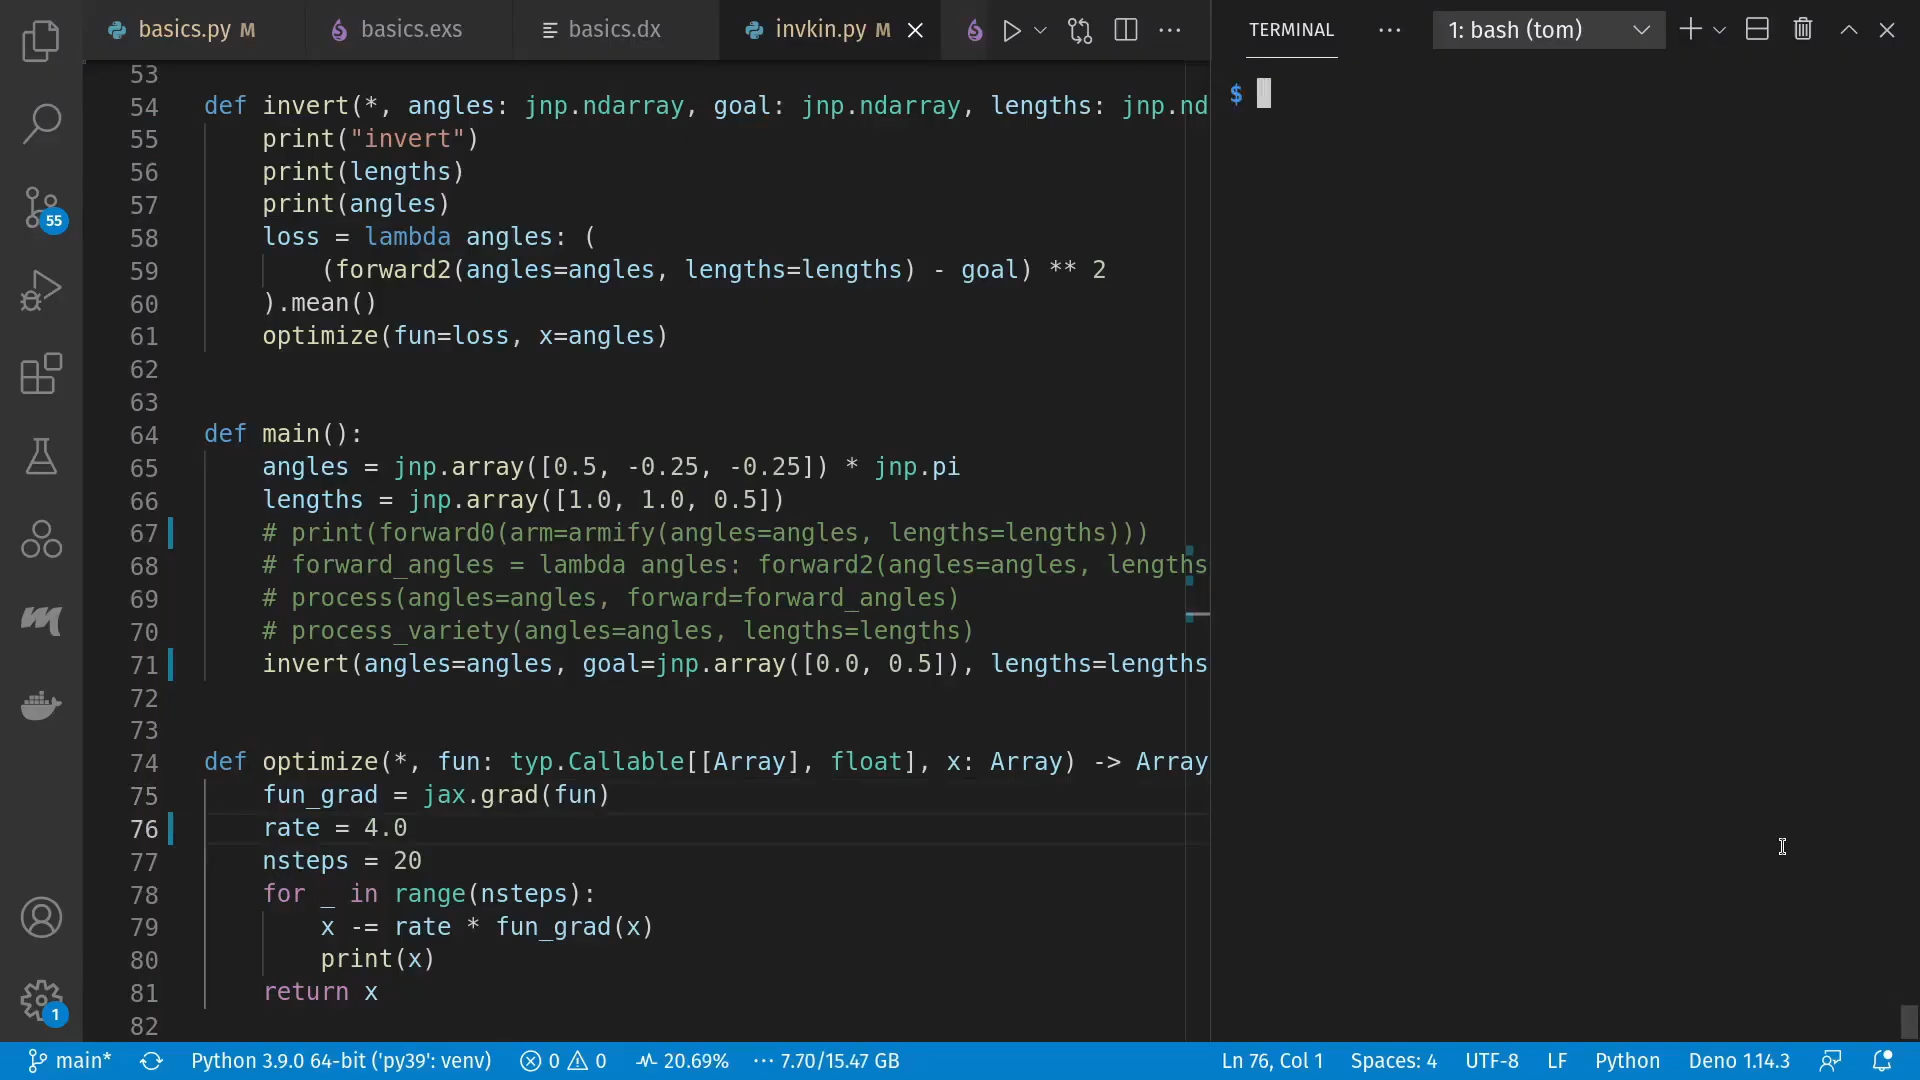 basics.py M
basics.exs
basics.dx
invkin.py M
TERMINAL
1: bash (tom)
$
53
54 def invert(*, angles: jnp.ndarray, goal: jnp.ndarray, lengths: jnp.nd
55 print("invert")
56 print(lengths)
57 print(angles)
58 loss = lambda angles: (
59 (forward2(angles=angles, lengths=lengths) - goal) ** 2
60 ).mean()
61 optimize(fun=loss, x=angles)
62
63
64 def main():
65 angles = jnp.array([0.5, -0.25, -0.25]) * jnp.pi
66 lengths = jnp.array([1.0, 1.0, 0.5])
67 # print(forward0(arm=armify(angles=angles, lengths=lengths)))
68 # forward_angles = lambda angles: forward2(angles=angles, lengths
69 # process(angles=angles, forward=forward_angles)
70 # process_variety(angles=angles, lengths=lengths)
71 invert(angles=angles, goal=jnp.array([0.0, 0.5]), lengths=lengths
72
73
74 def optimize(*, fun: typ.Callable[[Array], float], x: Array) -> Array
75 fun_grad = jax.grad(fun)
76 rate = 4.0
77 nsteps = 20
78 for _ in range(nsteps):
79 x -= rate * fun_grad(x)
80 print(x)
81 return x
82
55
1
main* Python 3.9.0 64-bit ('py39': venv) 0 0 20.69% ··· 7.70/15.47 GB Ln 76, Col 1 Spaces: 4 UTF-8 LF Python Deno 1.14.3